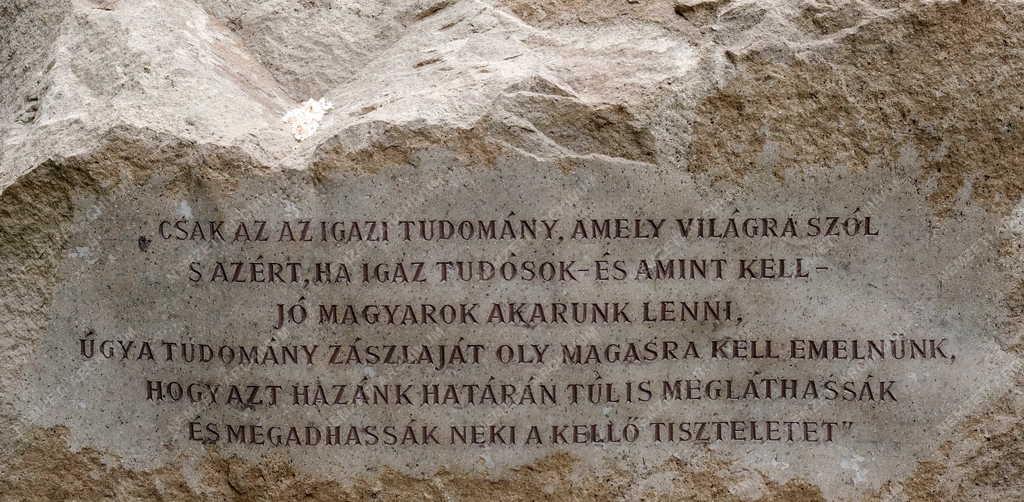 „CSAK AZ AZ IGAZI TUDOMÁNY, AMELY VILÁGRA SZÓL
S AZÉRT, HA IGAZ TUDÓSOK - ÉS AMINT KELL -
JÓ MAGYAROK AKARUNK LENNI,
ÚGY A TUDOMÁNY ZÁSZLAJÁT OLY MAGASRA KELL EMELNÜNK,
HOGY AZT HAZÁNK HATÁRÁN TÚL IS MEGLÁTHASSÁK
ÉS MEGADHASSÁK NEKI A KELLŐ TISZTELETET”